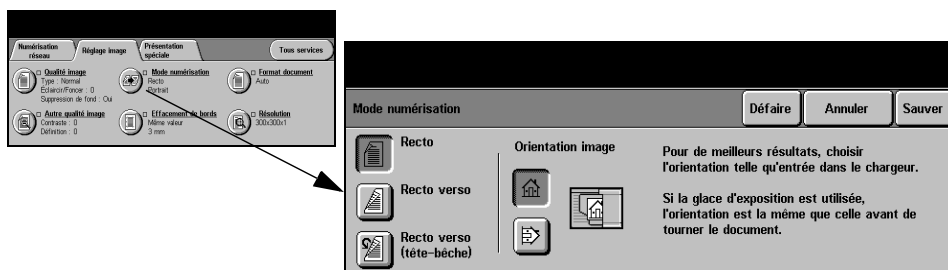 Numérisation
réseau
Réglage image
Présentation
spéciale
Tous services
Qualité image
Type : Normal
Éclaircir/Foncer : 0
Suppression de fond : Oui
Mode numérisation
Recto
Portrait
Format document
Auto
Autre qualité image
Contraste : 0
Définition : 0
Effacement de bords
Même valeur
3 mm
Résolution
300x300x1
Mode numérisation
Défaire
Annuler
Sauver
Recto
Recto verso
Recto verso
(tête-bêche)
Orientation image
Pour de meilleurs résultats, choisir
l'orientation telle qu'entrée dans le chargeur.
Si la glace d'exposition est utilisée,
l'orientation est la même que celle avant de
tourner le document.